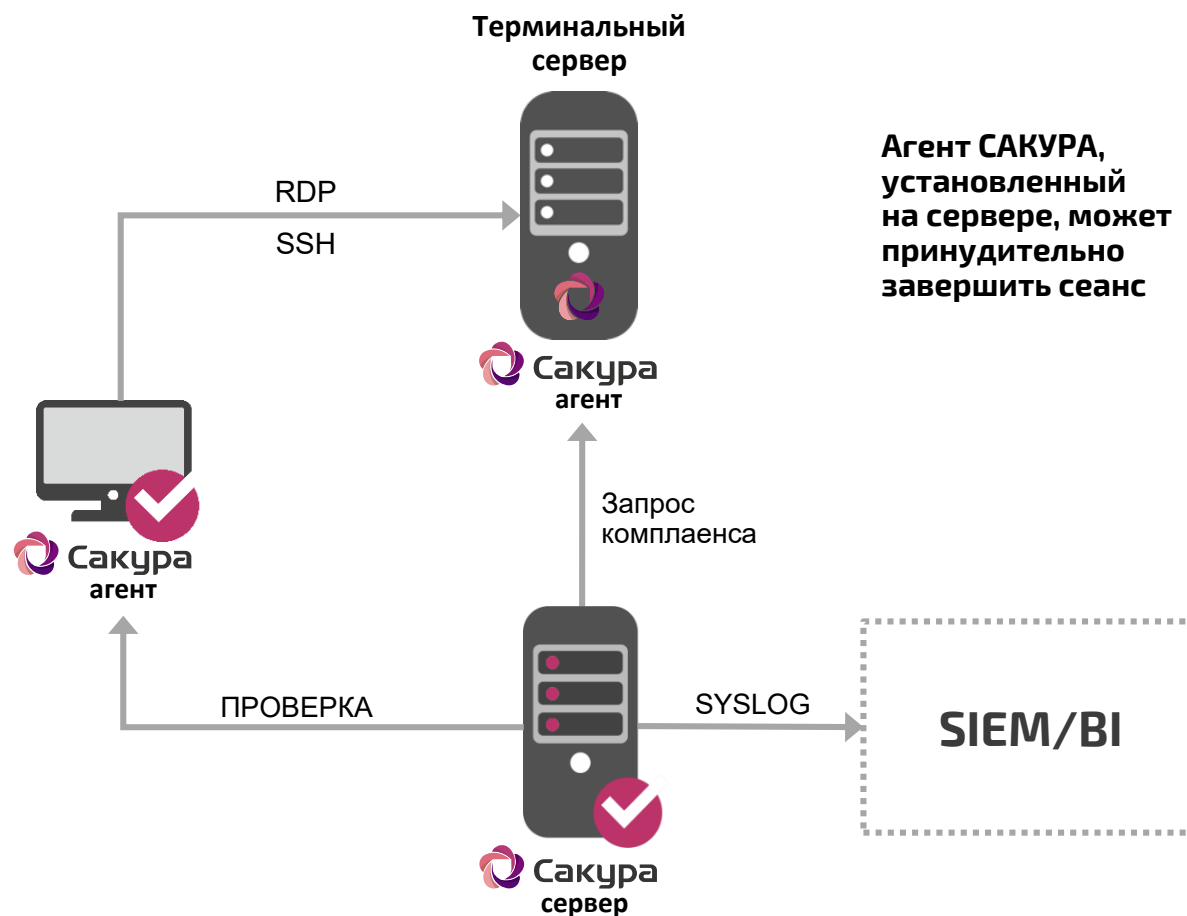 Терминальный
сервер
Агент САКУРА,
установленный
на сервере, может
принудительно
завершить сеанс
RDP
SSH
Сакура
агент
Сакура
агент
Запрос
комплаенса
ПРОВЕРКА
SYSLOG
SIEM/BI
Сакура
сервер